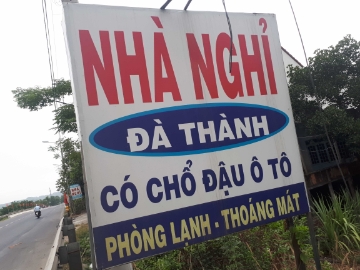 NHÀ NGHỈ
ĐÀ THÀNH
CÓ CHỔ ĐẬU Ô TÔ
PHÒNG LẠNH - THOÁNG MÁT